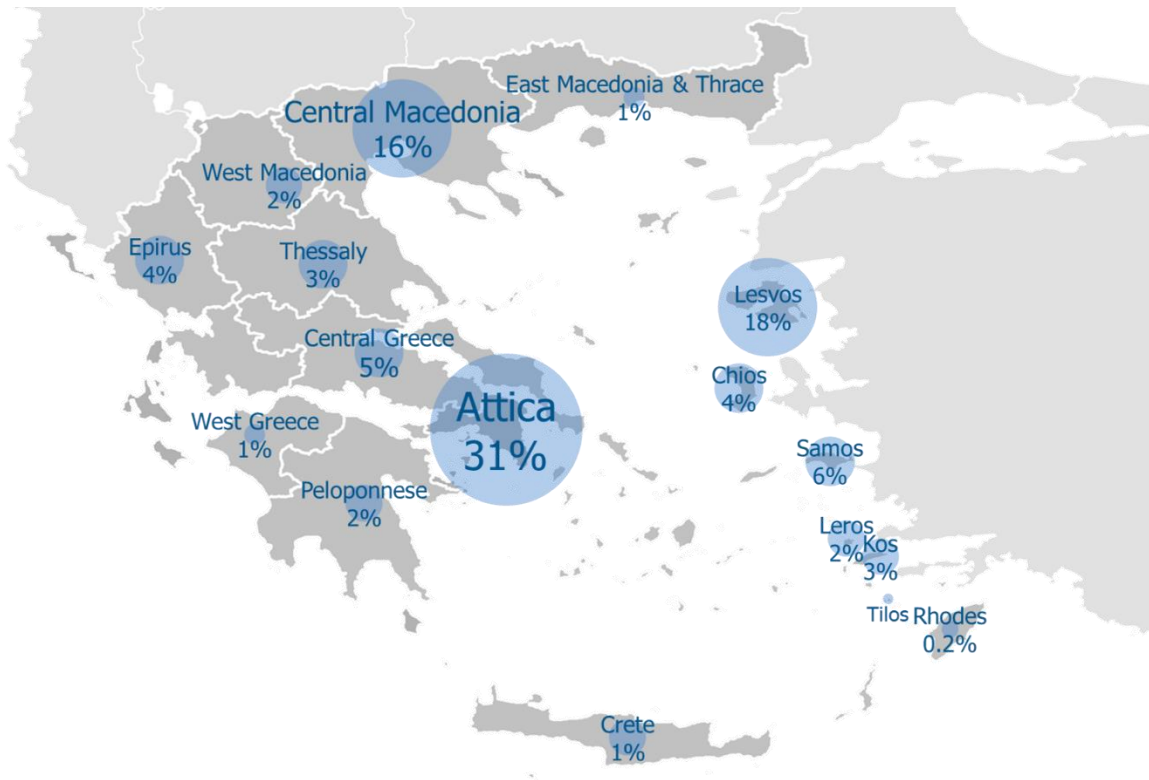 East Macedonia & Thrace
1%
Central Macedonia
16%
West Macedonia
2%
Epirus
4%
Thessaly
3%
Lesvos
18%
Central Greece
5%
Chios
4%
Attica
31%
West Greece
1%
Samos
6%
Peloponnese
2%
Leros
2%
Kos
3%
Tilos
Rhodes
0.2%
Crete
1%